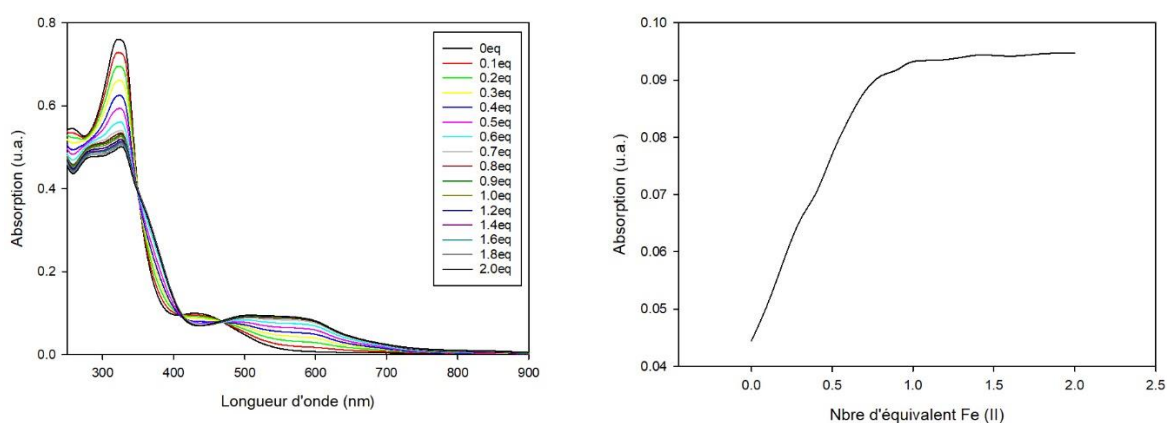 Absorption (u.a.)
0.8
0.6
0.4
0.2
0.0
300 400 500 600 700 800 900
Longueur d'onde (nm)
0eq
0.1eq
0.2eq
0.3eq
0.4eq
0.5eq
0.6eq
0.7eq
0.8eq
0.9eq
1.0eq
1.2eq
1.4eq
1.6eq
1.8eq
2.0eq
Absorption (u.a.)
0.10
0.09
0.08
0.07
0.06
0.05
0.04
0.0 0.5 1.0 1.5 2.0 2.5
Nbre d'équivalent Fe (II)